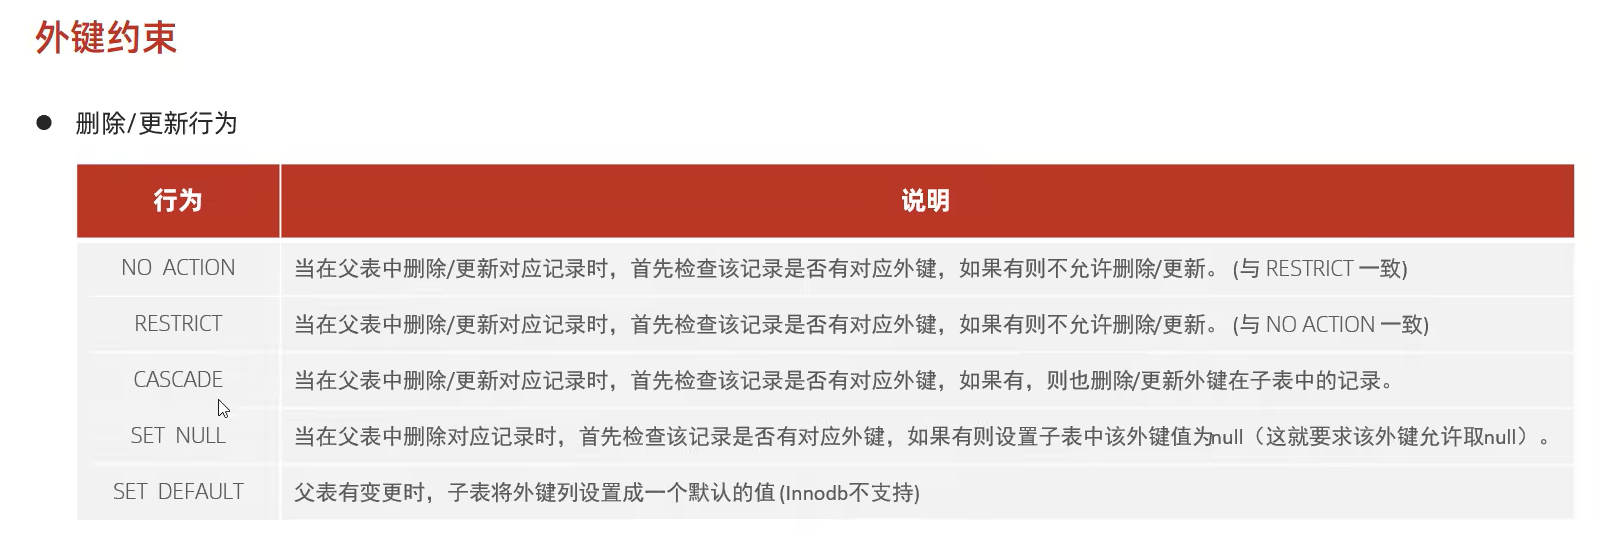 外键约束
删除/更新行为
行为 说明
NO ACTION 当在父表中删除/更新对应记录时，首先检查该记录是否有对应外键，如果有则不允许删除/更新。 (与 RESTRICT 一致)
RESTRICT 当在父表中删除/更新对应记录时，首先检查该记录是否有对应外键，如果有则不允许删除/更新。 (与 NO ACTION 一致)
CASCADE 当在父表中删除/更新对应记录时，首先检查该记录是否有对应外键，如果有，则也删除/更新外键在子表中的记录。
SET NULL 当在父表中删除对应记录时，首先检查该记录是否有对应外键，如果有则设置子表中该外键值为null（这就要求该外键允许取null）。
SET DEFAULT 父表有变更时，子表将外键列设置成一个默认的值 (Innodb不支持)